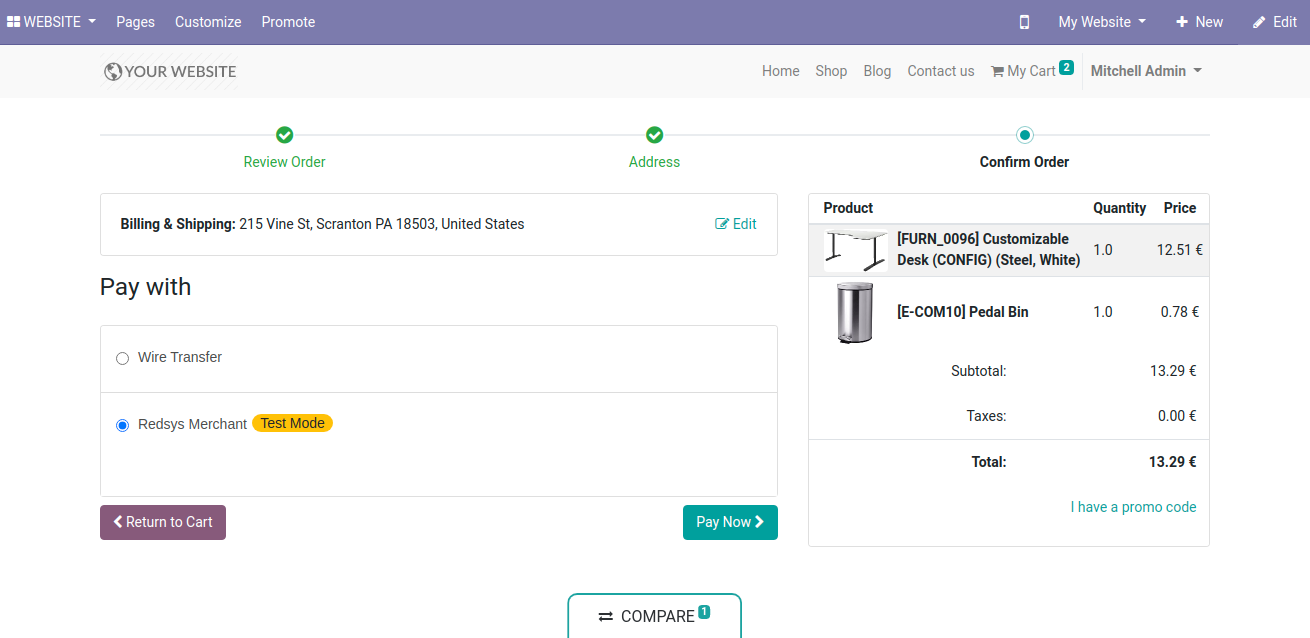 WEBSITE Pages Customize Promote My Website New Edit
YOUR WEBSITE Home Shop Blog Contact us My Cart 2 Mitchell Admin
Review Order Address Confirm Order
Billing & Shipping: 215 Vine St, Scranton PA 18503, United States Edit
Pay with
Wire Transfer
Redsys Merchant Test Mode
Return to Cart Pay Now
Product Quantity Price
[FURN_0096] Customizable
Desk (CONFIG) (Steel, White) 1.0 12.51 €
[E-COM10] Pedal Bin 1.0 0.78 €
Subtotal: 13.29 €
Taxes: 0.00 €
Total: 13.29 €
I have a promo code
COMPARE 1